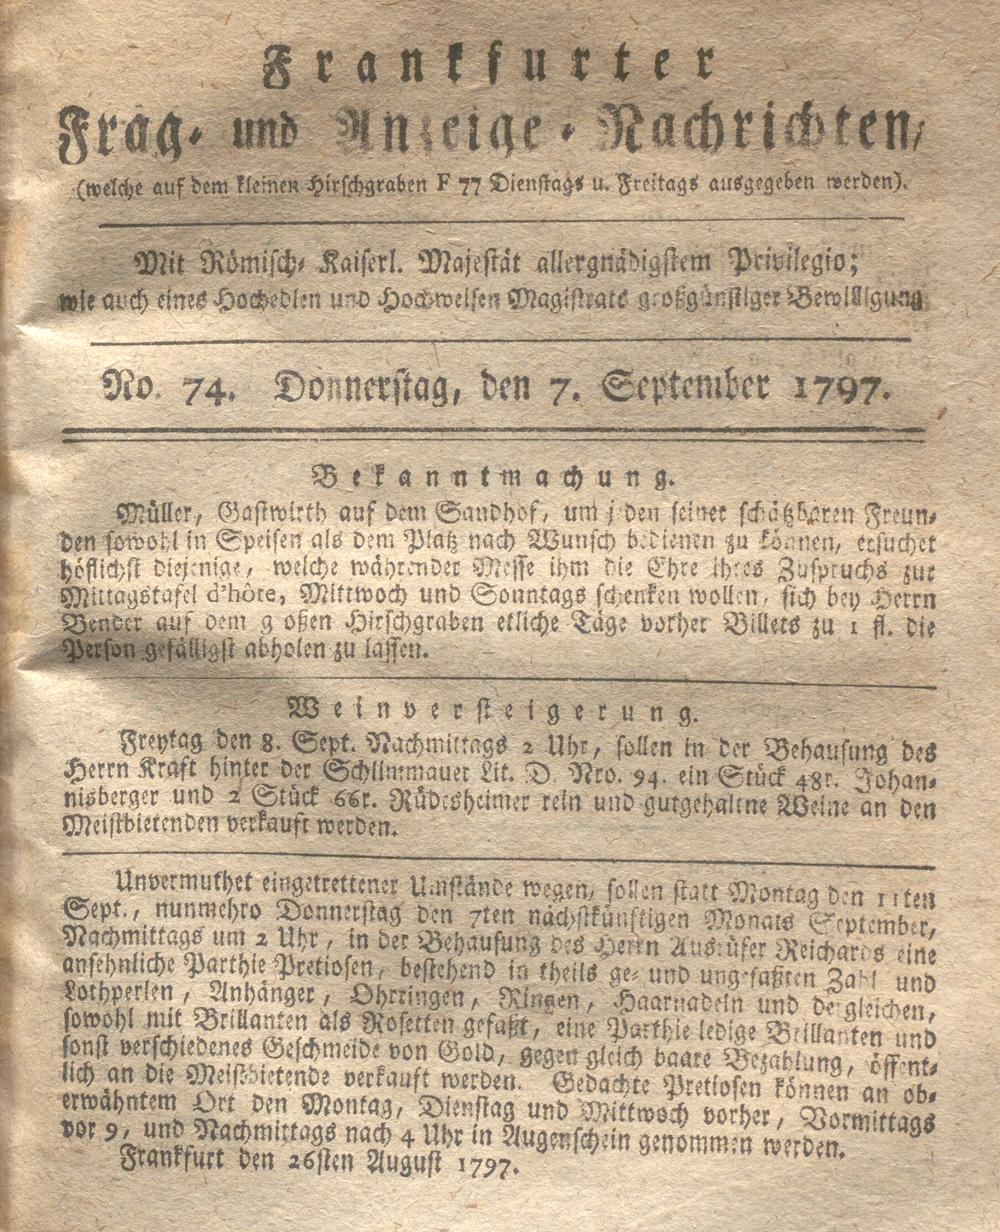 Frankfurter
Frag- und Anzeige-Nachrichten,
(welche auf dem kleinen Hirschgraben F 77 Dienstags u. Freitags ausgegeben werden).
Mit Römisch-Kaiserl. Majestät allergnädigstem Privilegio;
wie auch eines Hochedlen und Hochweisen Magistrats großgünstiger Bewilligung
No. 74. Donnerstag, den 7. September 1797.
Bekanntmachung.
Müller, Gastwirth auf dem Sandhof, um jeden seiner schätzbaren Freun-
den sowohl in Speisen als dem Platz nach Wunsch bedienen zu können, ersuchet
höflichst diejenige, welche währender Messe ihm die Ehre ihres Zuspruchs zur
Mittagstafel d'hôte, Mittwoch und Sonntags schenken wollen, sich bey Herrn
Bender auf dem großen Hirschgraben etliche Täge vorher Billets zu 1 fl. die
Person gefälligst abholen zu lassen.
Weinversteigerung.
Freytag den 8. Sept. Nachmittags 2 Uhr, sollen in der Behausung des
Herrn Kraft hinter der Schlimmauer Lit. D. Nro. 94. ein Stück 48r. Johan-
nisberger und 2 Stück 66r. Rüdesheimer rein und gutgehaltne Weine an den
Meistbietenden verkauft werden.
Unvermuthet eingetrettener Umstände wegen, sollen statt Montag den 11ten
Sept., nunmehro Donnerstag den 7ten nächstkünftigen Monats September,
Nachmittags um 2 Uhr, in der Behausung des Herrn Ausrüfer Reichards eine
ansehnliche Parthie Pretiosen, bestehend in theils ge- und ungefaßten Zahl und
Lothperlen, Anhänger, Ohrringen, Ringen, Haarnadeln und dergleichen,
sowohl mit Brillanten als Rosetten gefaßt, eine Parthie ledige Brillanten und
sonst verschiedenes Geschmeide von Gold, gegen gleich baare Bezahlung, öffent-
lich an die Meistbietende verkauft werden. Gedachte Pretiosen können an ob-
erwähntem Ort den Montag, Dienstag und Mittwoch vorher, Vormittags
vor 9, und Nachmittags nach 4 Uhr in Augenschein genommen werden.
Frankfurt den 26sten August 1797.